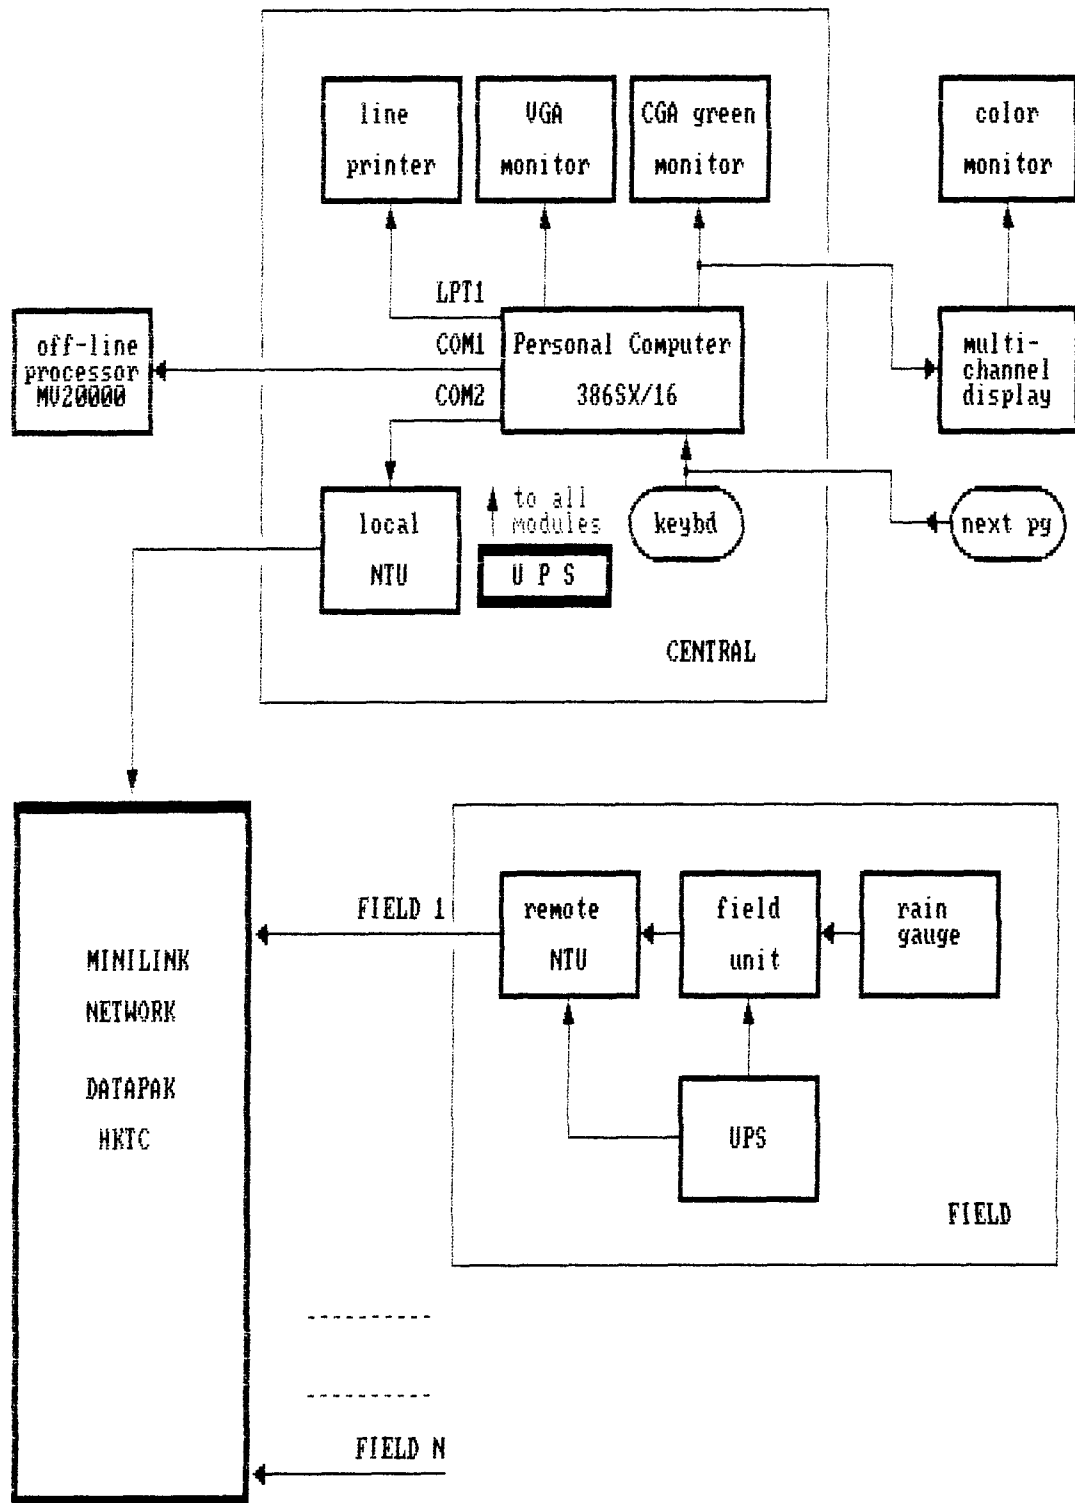 line
printer
VGA
monitor
CGA green
monitor
color
monitor
LPT1
COM1
COM2
off-line
processor
MV20000
Personal Computer
386SX/16
multi-
channel
display
local
NTU
to all
modules
U P S
keybd
next pg
CENTRAL
MINILINK
NETWORK
DATAPAK
HKTC
FIELD 1
remote
NTU
field
unit
rain
gauge
UPS
FIELD
FIELD N